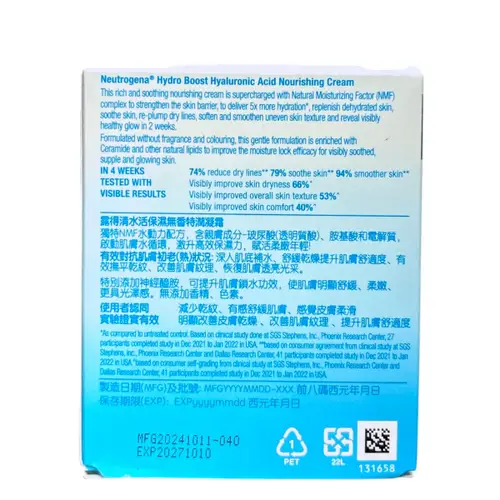 Neutrogena® Hydro Boost Hyaluronic Acid Nourishing Cream
This rich and soothing nourishing cream is supercharged with Natural Moisturizing Factor (NMF)
complex to strengthen the skin barrier, to deliver 5x more hydration*, replenish dehydrated skin,
soothe skin, re-plump dry lines, soften and smoothen uneven skin texture and reveal visibly
healthy glow in 2 weeks.
Formulated without fragrance and colouring, this gentle formulation is enriched with
Ceramide and other natural lipids to improve the moisture lock efficacy for visibly soothed,
supple and glowing skin.
IN 4 WEEKS 74% reduce dry lines** 79% soothe skin** 94% smoother skin**
TESTED WITH Visibly improve skin dryness 66%^
VISIBLE RESULTS Visibly improved overall skin texture 53%^
Visibly improved skin comfort 40%^
露得清水活保濕無香特潤凝霜
獨特NMF水動力配方,含親膚成分-玻尿酸(透明質酸)、胺基酸和電解質,
啟動肌膚水循環,激升高效保濕力,賦活柔嫩年輕!
有效對抗肌膚初老(熟)狀況:深入肌底補水、舒緩乾燥提升肌膚舒適度、有
效撫平乾紋、改善肌膚紋理、恢復肌膚透亮光采。
特別添加神經醯胺,可提升肌膚鎖水功效,使肌膚明顯舒緩、柔嫩、
更具光澤感。無添加香精、色素。
使用者認同 減少乾紋、有感舒緩肌膚、感覺皮膚柔滑
實驗證實有效 明顯改善皮膚乾燥、改善肌膚紋理、提升肌膚舒適度
*As compared to untreated control. Based on clinical study done at SGS Stephens, Inc., Phoenix Research Center, 27
participants completed study in Dec 2021 to Jan 2022 in USA. **based on consumer agreement from clinical study at SGS
Stephens, Inc., Phoenix Research Center and Dallas Research Center, 41 participants completed study in Dec 2021 to Jan
2022 in USA. ^based on consumer self-grading from clinical study at SGS Stephens, Inc., Phoenix Research Center and
Dallas Research Center, 41 participants completed study in Dec 2021 to Jan 2022 in USA.
製造日期(MFG)及批號: MFGYYYYMMDD-XXX 前八碼西元年月日
保存期限(EXP): EXPyyyymmdd 西元年月日
MFG20241011-040
EXP20271010
1
PET
22L
131658